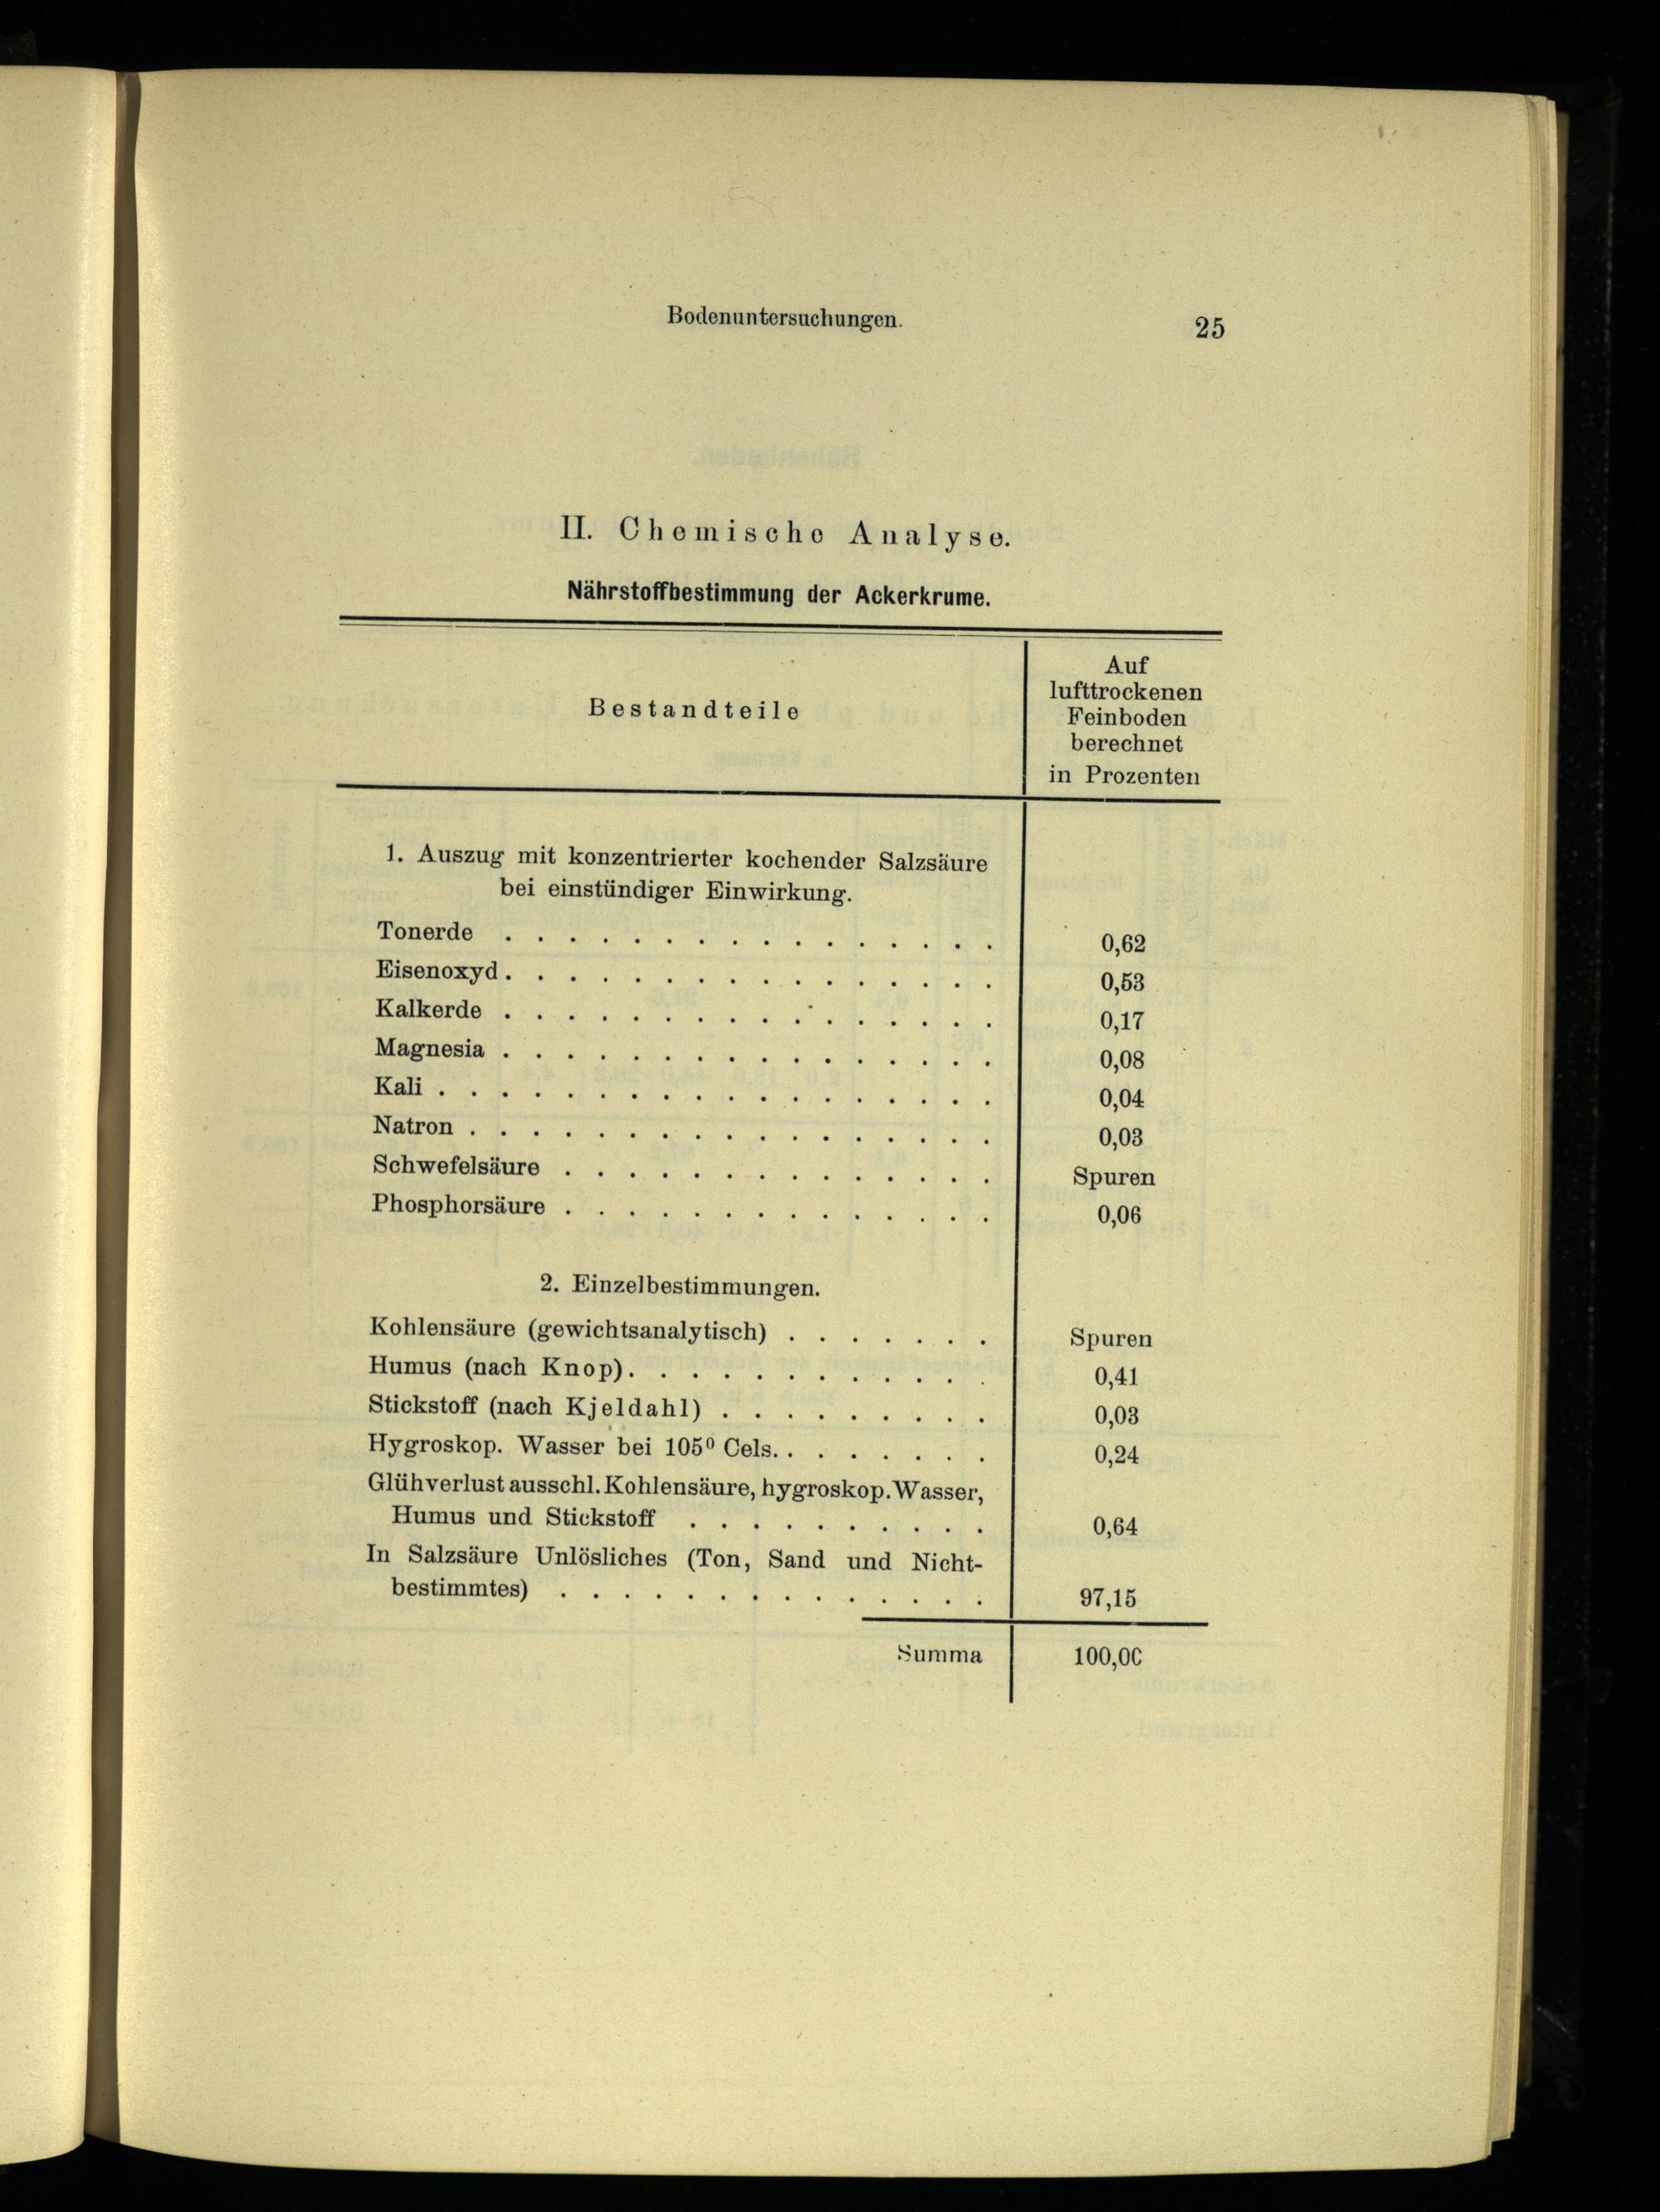 Bodenuntersuchungen. 25
II. Chemische Analyse.
Nährstoffbestimmung der Ackerkrume.
Bestandteile
Auf
lufttrockenen
Feinboden
berechnet
in Prozenten
1. Auszug mit konzentrierter kochender Salzsäure
bei einstündiger Einwirkung.
Tonerde . . . . . . . . . . . . . . . . 0,62
Eisenoxyd . . . . . . . . . . . . . . . . 0,53
Kalkerde . . . . . . . . . . . . . . . . 0,17
Magnesia . . . . . . . . . . . . . . . . 0,08
Kali . . . . . . . . . . . . . . . . . . 0,04
Natron . . . . . . . . . . . . . . . . . 0,03
Schwefelsäure . . . . . . . . . . . . . . Spuren
Phosphorsäure . . . . . . . . . . . . . . 0,06
2. Einzelbestimmungen.
Kohlensäure (gewichtsanalytisch) . . . . . . . Spuren
Humus (nach Knop) . . . . . . . . . . . . 0,41
Stickstoff (nach Kjeldahl) . . . . . . . . . 0,03
Hygroskop. Wasser bei 105⁰ Cels. . . . . . . . 0,24
Glühverlust ausschl. Kohlensäure, hygroskop. Wasser,
Humus und Stickstoff . . . . . . . . . . 0,64
In Salzsäure Unlösliches (Ton, Sand und Nicht-
bestimmtes) . . . . . . . . . . . . . . 97,15
Summa 100,00